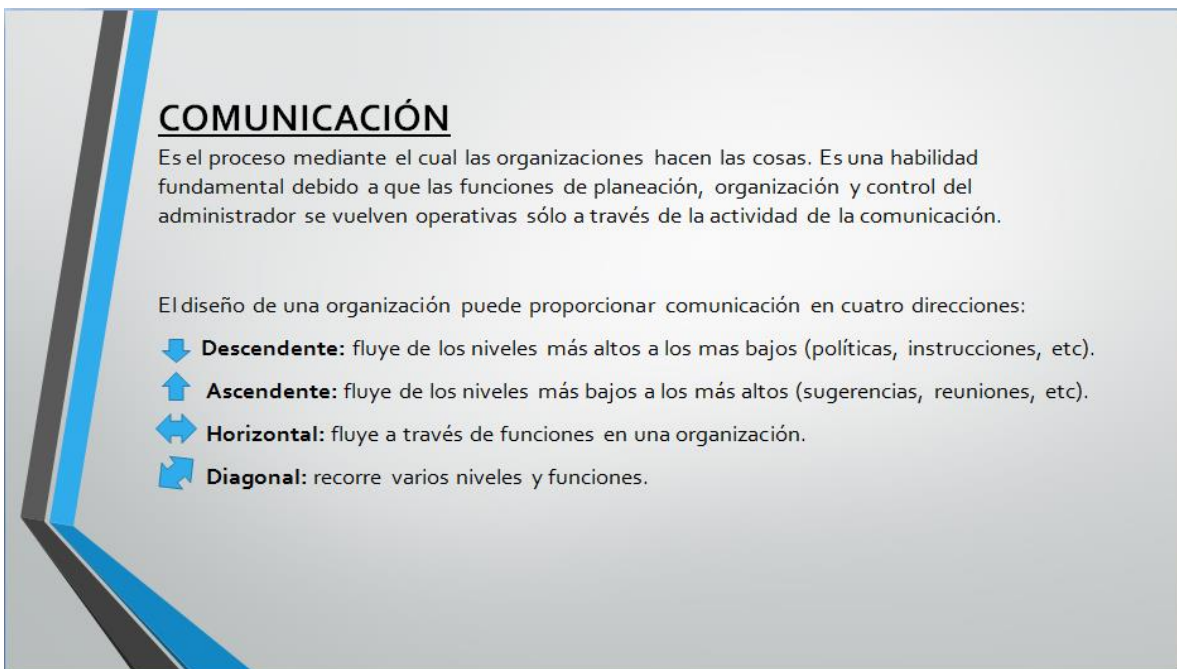 COMUNICACIÓN
Es el proceso mediante el cual las organizaciones hacen las cosas. Es una habilidad
fundamental debido a que las funciones de planeación, organización y control del
administrador se vuelven operativas sólo a través de la actividad de la comunicación.
El diseño de una organización puede proporcionar comunicación en cuatro direcciones:
Descendente: fluye de los niveles más altos a los mas bajos (políticas, instrucciones, etc).
Ascendente: fluye de los niveles más bajos a los más altos (sugerencias, reuniones, etc).
Horizontal: fluye a través de funciones en una organización.
Diagonal: recorre varios niveles y funciones.